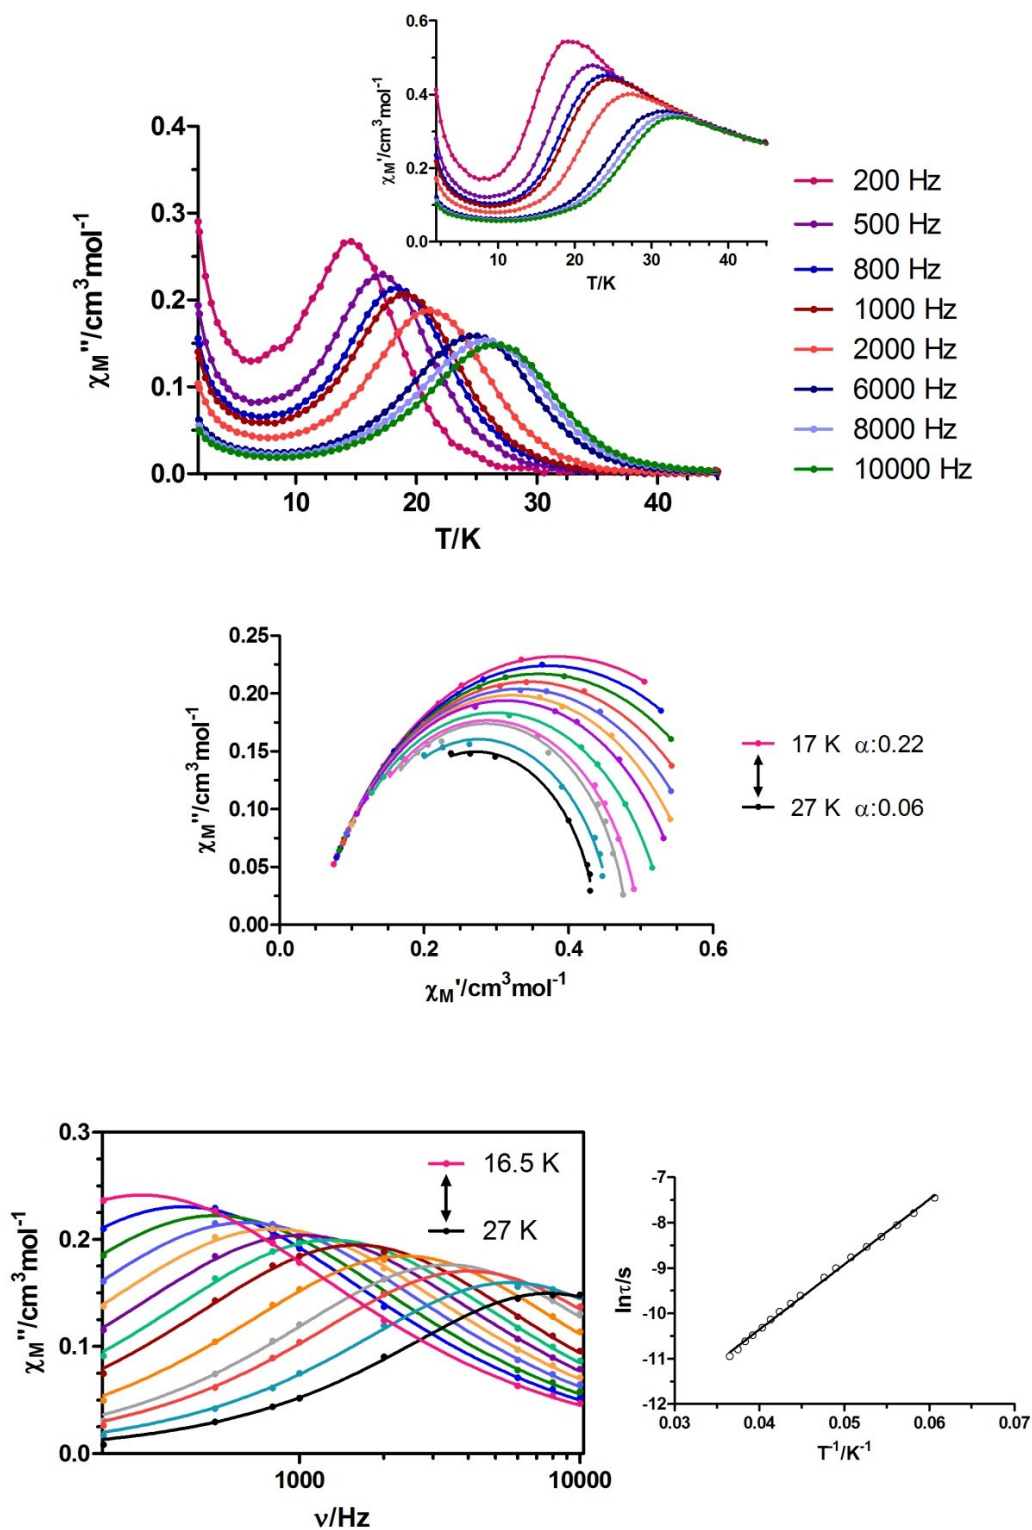 0.6
0.4
0.2
0.0
χM'/cm3mol-1
10
20
30
40
T/K
0.4
0.3
0.2
0.1
0.0
χM''/cm3mol-1
10
20
30
40
T/K
200 Hz
500 Hz
800 Hz
1000 Hz
2000 Hz
6000 Hz
8000 Hz
10000 Hz
0.25
0.20
0.15
0.10
0.05
0.00
χM''/cm3mol-1
0.0
0.2
0.4
0.6
χM'/cm3mol-1
17 K α:0.22
27 K α:0.06
0.3
0.2
0.1
0.0
χM''/cm3mol-1
16.5 K
27 K
1000
10000
ν/Hz
-7
-8
-9
-10
-11
-12
lnτ/s
0.03
0.04
0.05
0.06
0.07
T-1/K-1